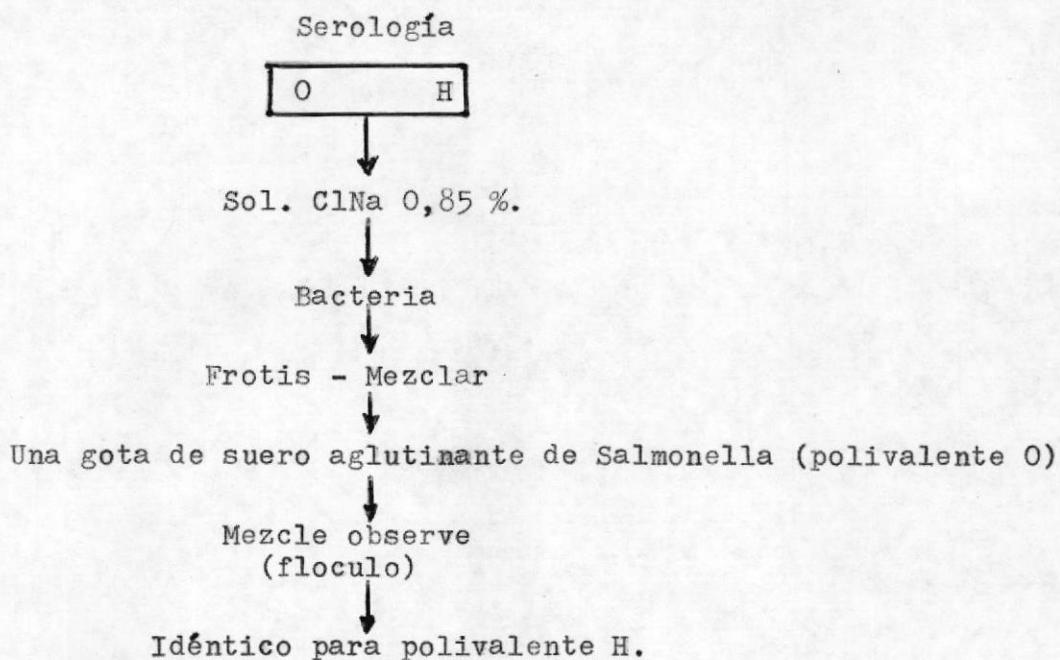 Serología
O H
Sol. ClNa 0,85 %.
Bacteria
Frotis - Mezclar
Una gota de suero aglutinante de Salmonella (polivalente O)
Mezcle observe
(floculo)
Idéntico para polivalente H.